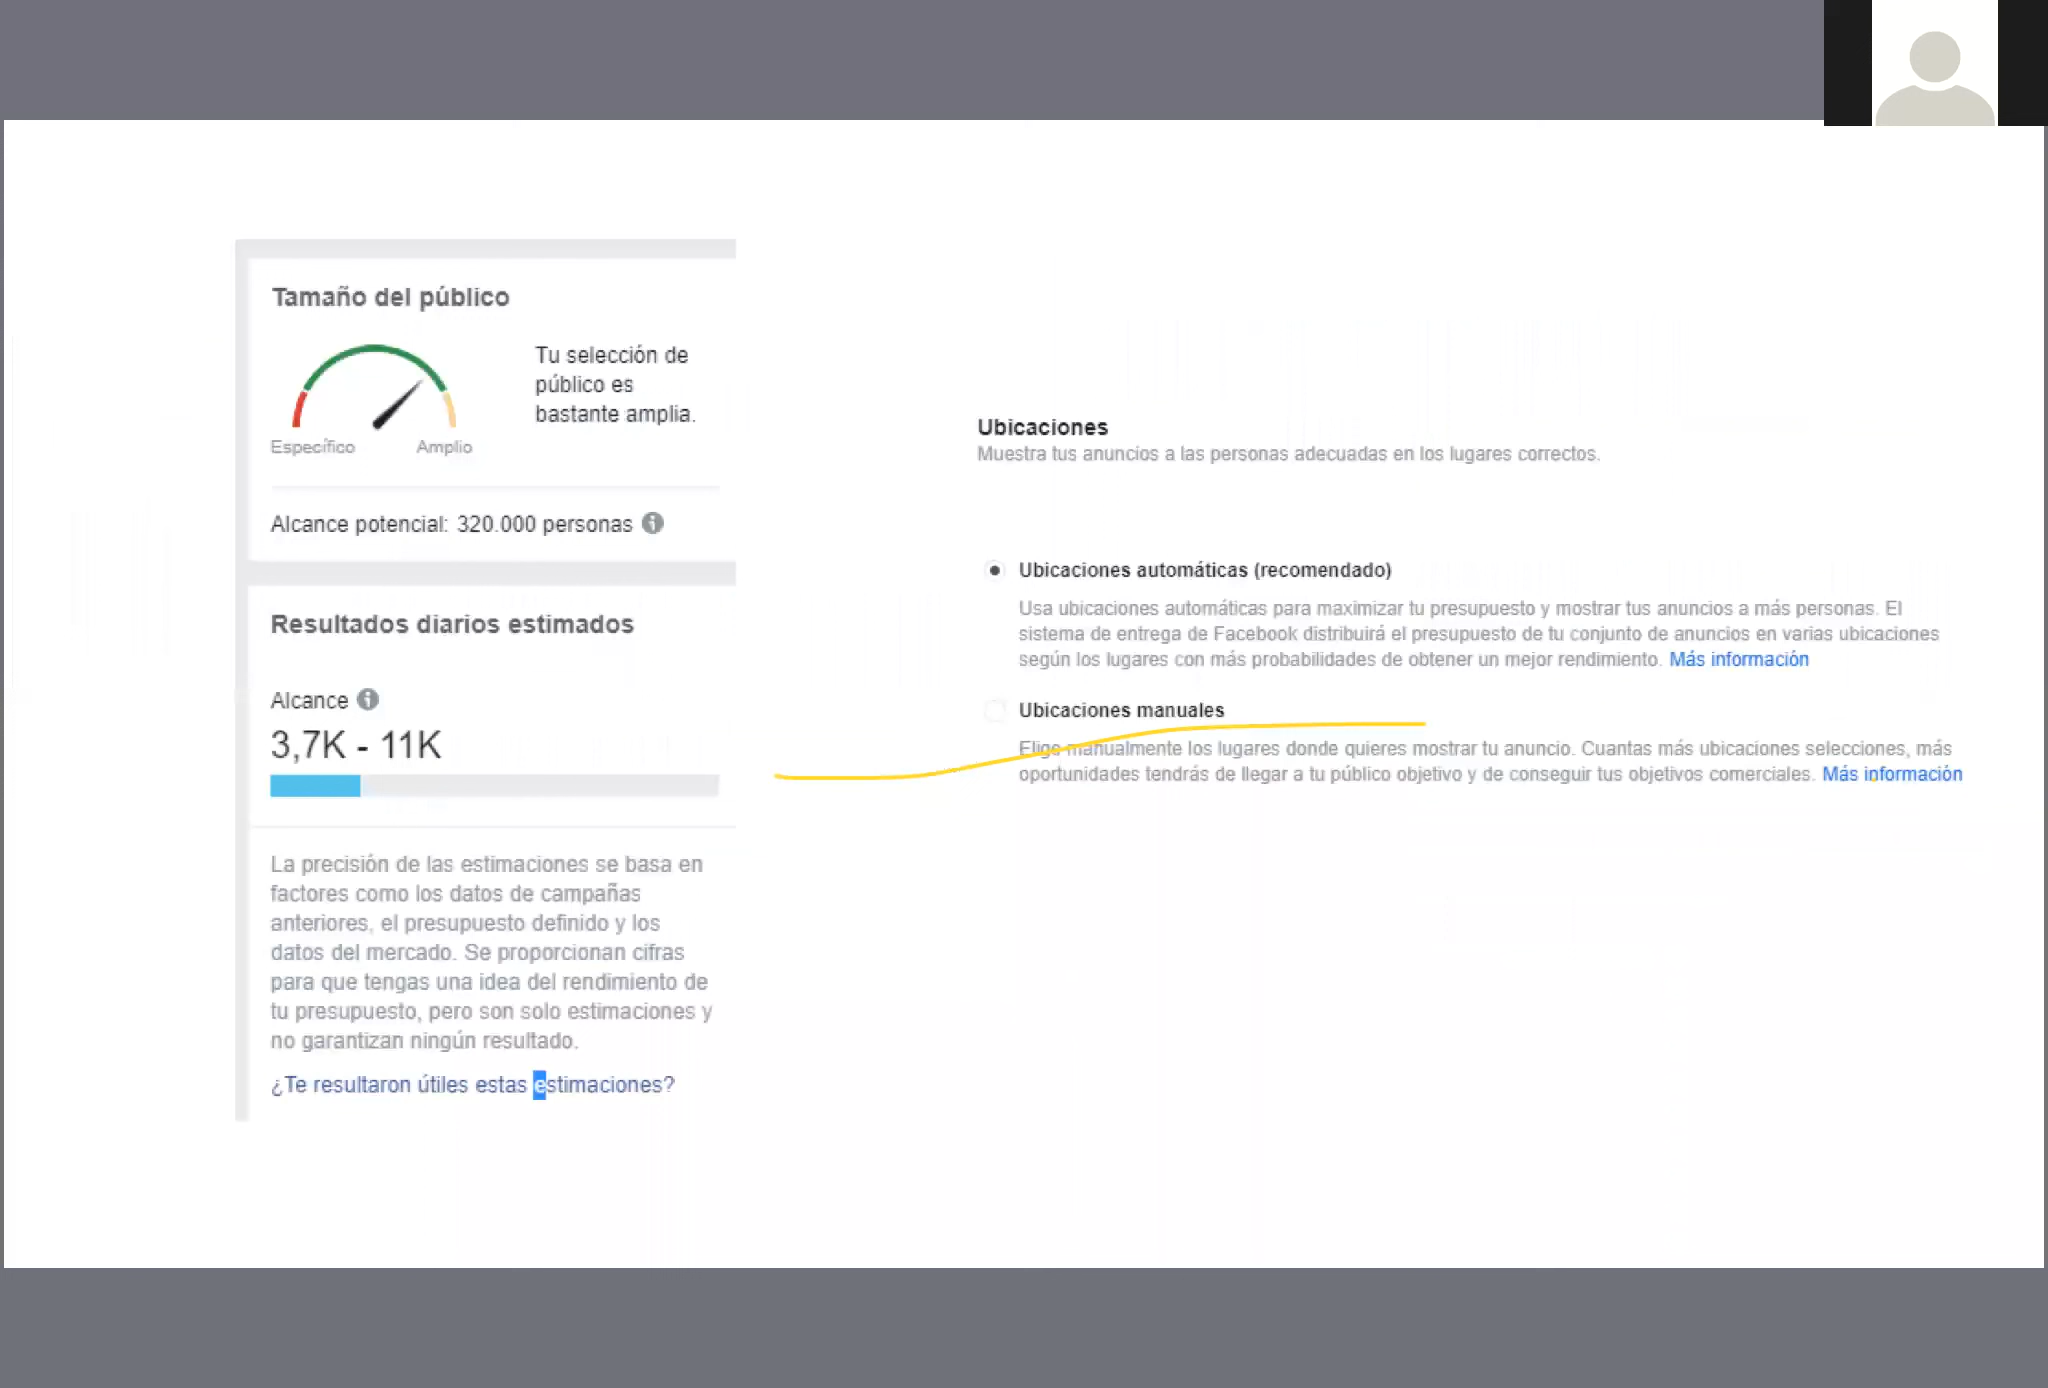 Tamaño del público
Tu selección de
público es
bastante amplia.
Específico
Amplio
Alcance potencial: 320.000 personas
Resultados diarios estimados
Alcance
3,7K - 11K
La precisión de las estimaciones se basa en
factores como los datos de campañas
anteriores, el presupuesto definido y los
datos del mercado. Se proporcionan cifras
para que tengas una idea del rendimiento de
tu presupuesto, pero son solo estimaciones y
no garantizan ningún resultado.
¿Te resultaron útiles estas estimaciones?
Ubicaciones
Muestra tus anuncios a las personas adecuadas en los lugares correctos.
Ubicaciones automáticas (recomendado)
Usa ubicaciones automáticas para maximizar tu presupuesto y mostrar tus anuncios a más personas. El
sistema de entrega de Facebook distribuirá el presupuesto de tu conjunto de anuncios en varias ubicaciones
según los lugares con más probabilidades de obtener un mejor rendimiento. Más información
Ubicaciones manuales
Elige manualmente los lugares donde quieres mostrar tu anuncio. Cuantas más ubicaciones selecciones, más
oportunidades tendrás de llegar a tu público objetivo y de conseguir tus objetivos comerciales. Más información